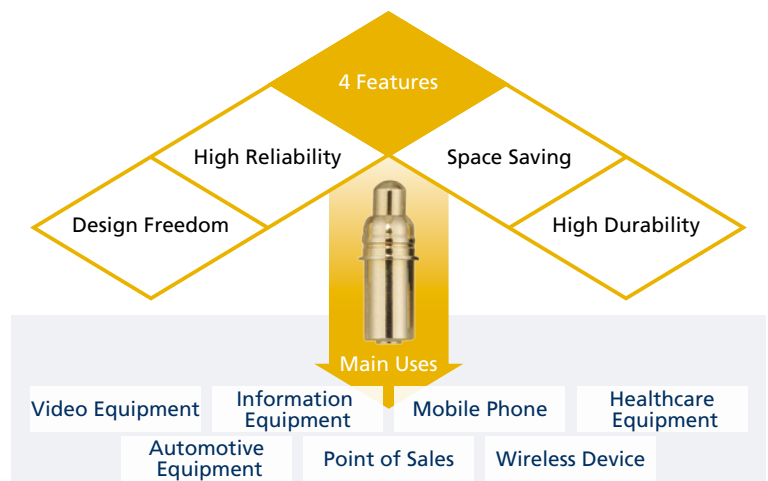 4 Features
High Reliability
Space Saving
Design Freedom
High Durability
Main Uses
Video Equipment
Information
Equipment
Mobile Phone
Healthcare
Equipment
Automotive
Equipment
Point of Sales
Wireless Device